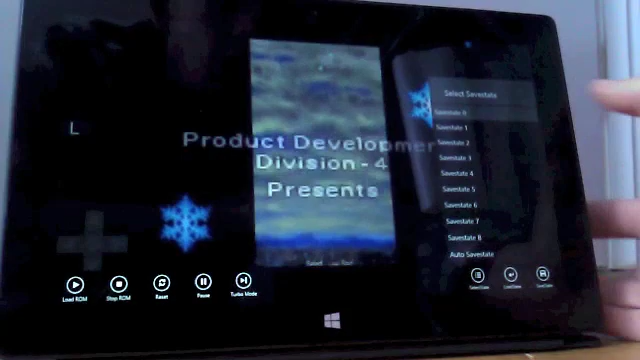 L
Product Developmen
Division - 4
Presents
Select Savestate
Savestate 0
Savestate 1
Savestate 2
Savestate 3
Savestate 4
Savestate 5
Savestate 6
Savestate 7
Savestate 8
Auto Savestate
Load ROM
Stop ROM
Reset
Pause
Turbo Mode